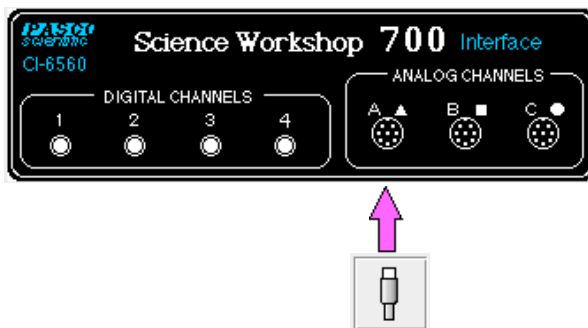 PASCO
scientific
CI-6560
Science Workshop 700 Interface
DIGITAL CHANNELS
1 2 3 4
ANALOG CHANNELS
A B C